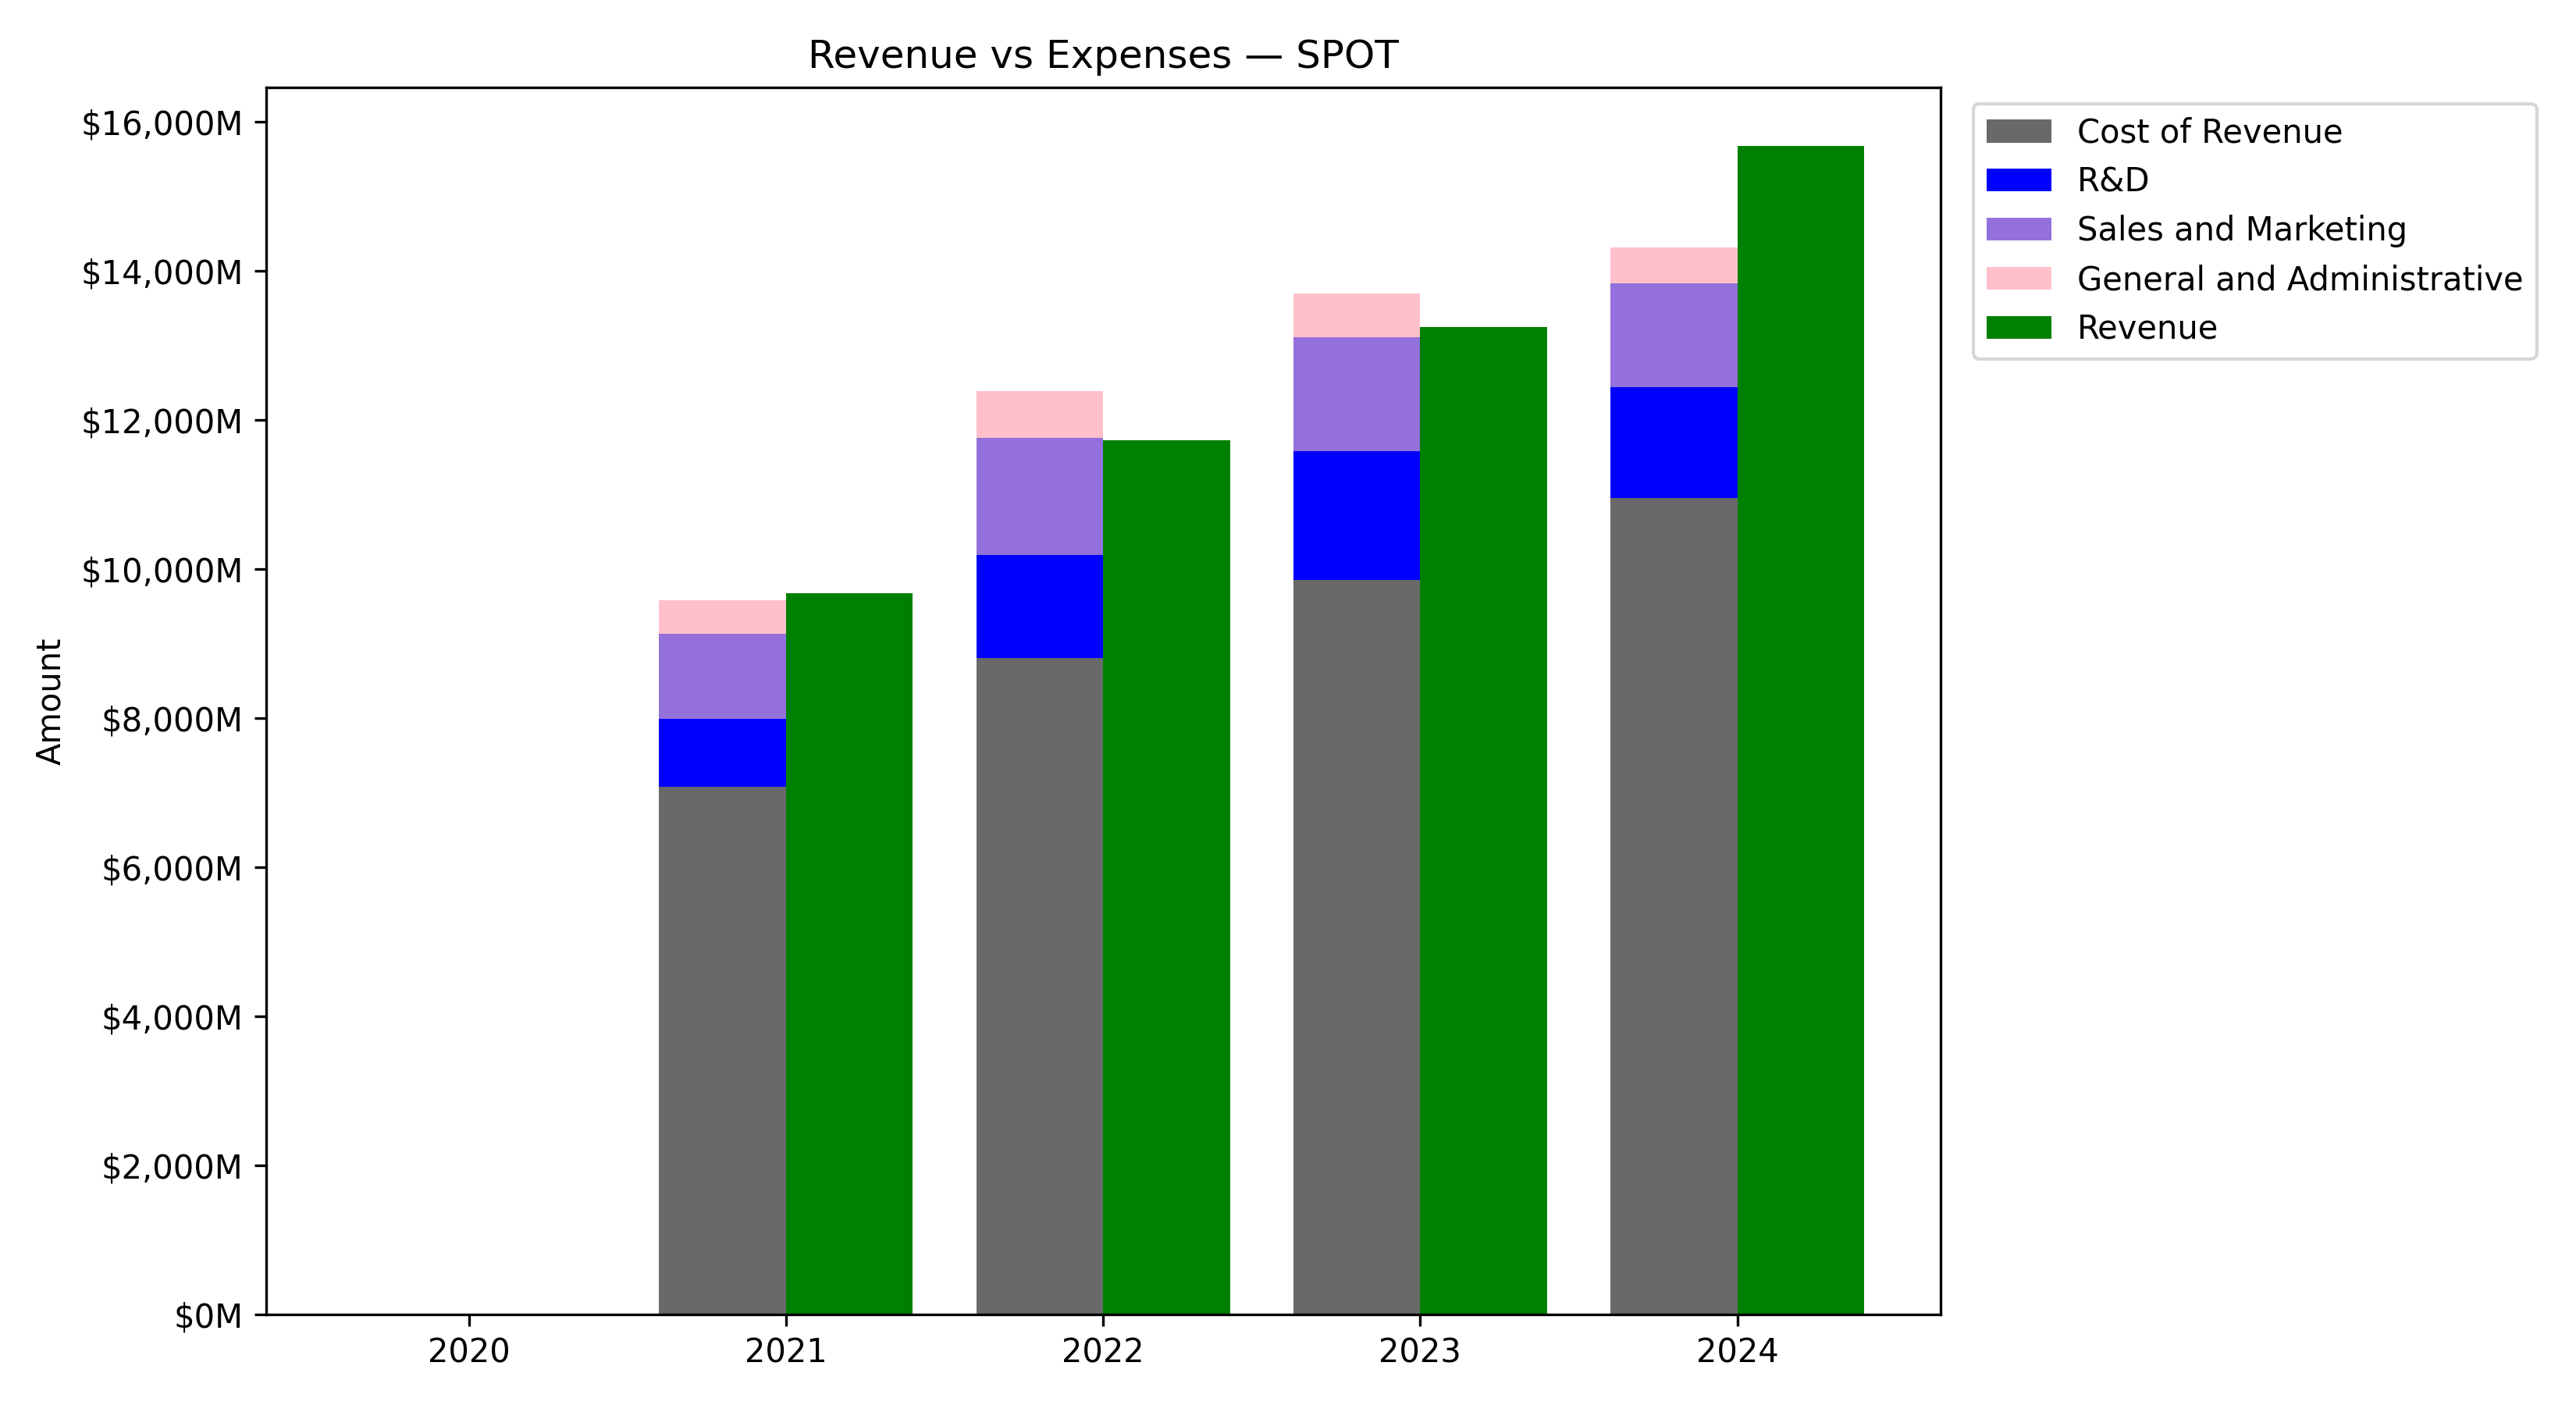 Revenue vs Expenses — SPOT
Amount
$16,000M
$14,000M
$12,000M
$10,000M
$8,000M
$6,000M
$4,000M
$2,000M
$0M
2020
2021
2022
2023
2024
Cost of Revenue
R&D
Sales and Marketing
General and Administrative
Revenue